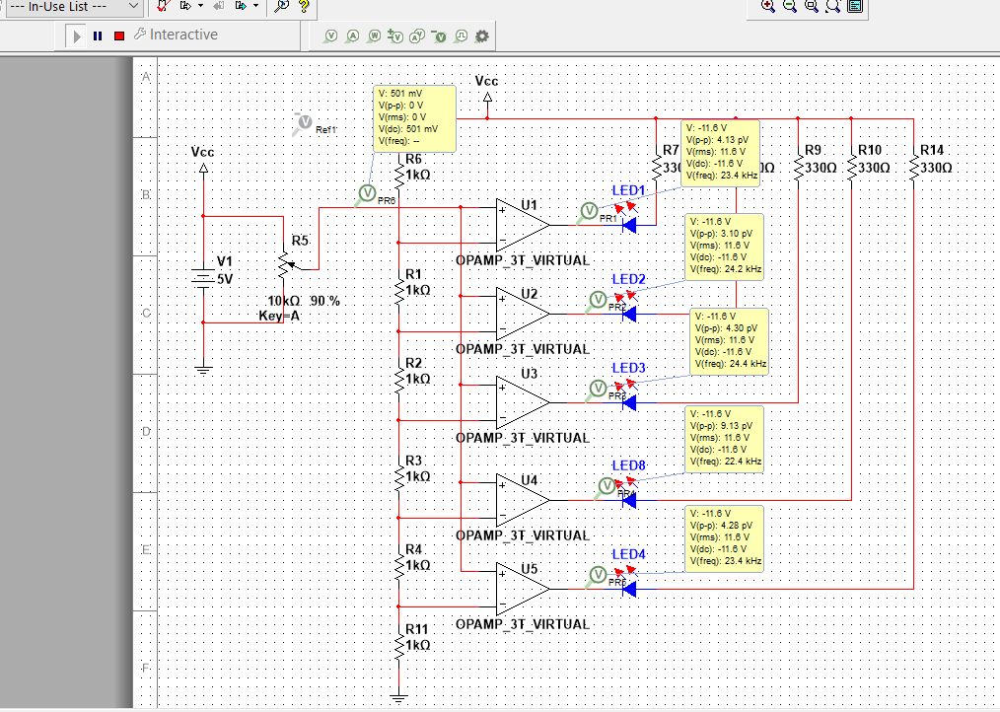 --- In-Use List ---
?
Interactive
V
A
W
A
B
C
D
E
F
Vcc
V1
5V
V
Ref1
R5
10kΩ 90 %
Key=A
V: 501 mV
V(p-p): 0 V
V(rms): 0 V
V(dc): 501 mV
V(freq): --
V
PR6
R6
1kΩ
R1
1kΩ
R2
1kΩ
R3
1kΩ
R4
1kΩ
R11
1kΩ
Vcc
U1
OPAMP_3T_VIRTUAL
U2
OPAMP_3T_VIRTUAL
U3
OPAMP_3T_VIRTUAL
U4
OPAMP_3T_VIRTUAL
U5
OPAMP_3T_VIRTUAL
V
PR1
LED1
V: -11.6 V
V(p-p): 4.13 pV
V(rms): 11.6 V
V(dc): -11.6 V
V(freq): 23.4 kHz
V
PR2
LED2
V: -11.6 V
V(p-p): 3.10 pV
V(rms): 11.6 V
V(dc): -11.6 V
V(freq): 24.2 kHz
V
PR3
LED3
V: -11.6 V
V(p-p): 4.30 pV
V(rms): 11.6 V
V(dc): -11.6 V
V(freq): 24.4 kHz
V
PR4
LED8
V: -11.6 V
V(p-p): 9.13 pV
V(rms): 11.6 V
V(dc): -11.6 V
V(freq): 22.4 kHz
V
PR5
LED4
V: -11.6 V
V(p-p): 4.28 pV
V(rms): 11.6 V
V(dc): -11.6 V
V(freq): 23.4 kHz
R7
330
Ω
R9
330Ω
R10
330Ω
R14
330Ω